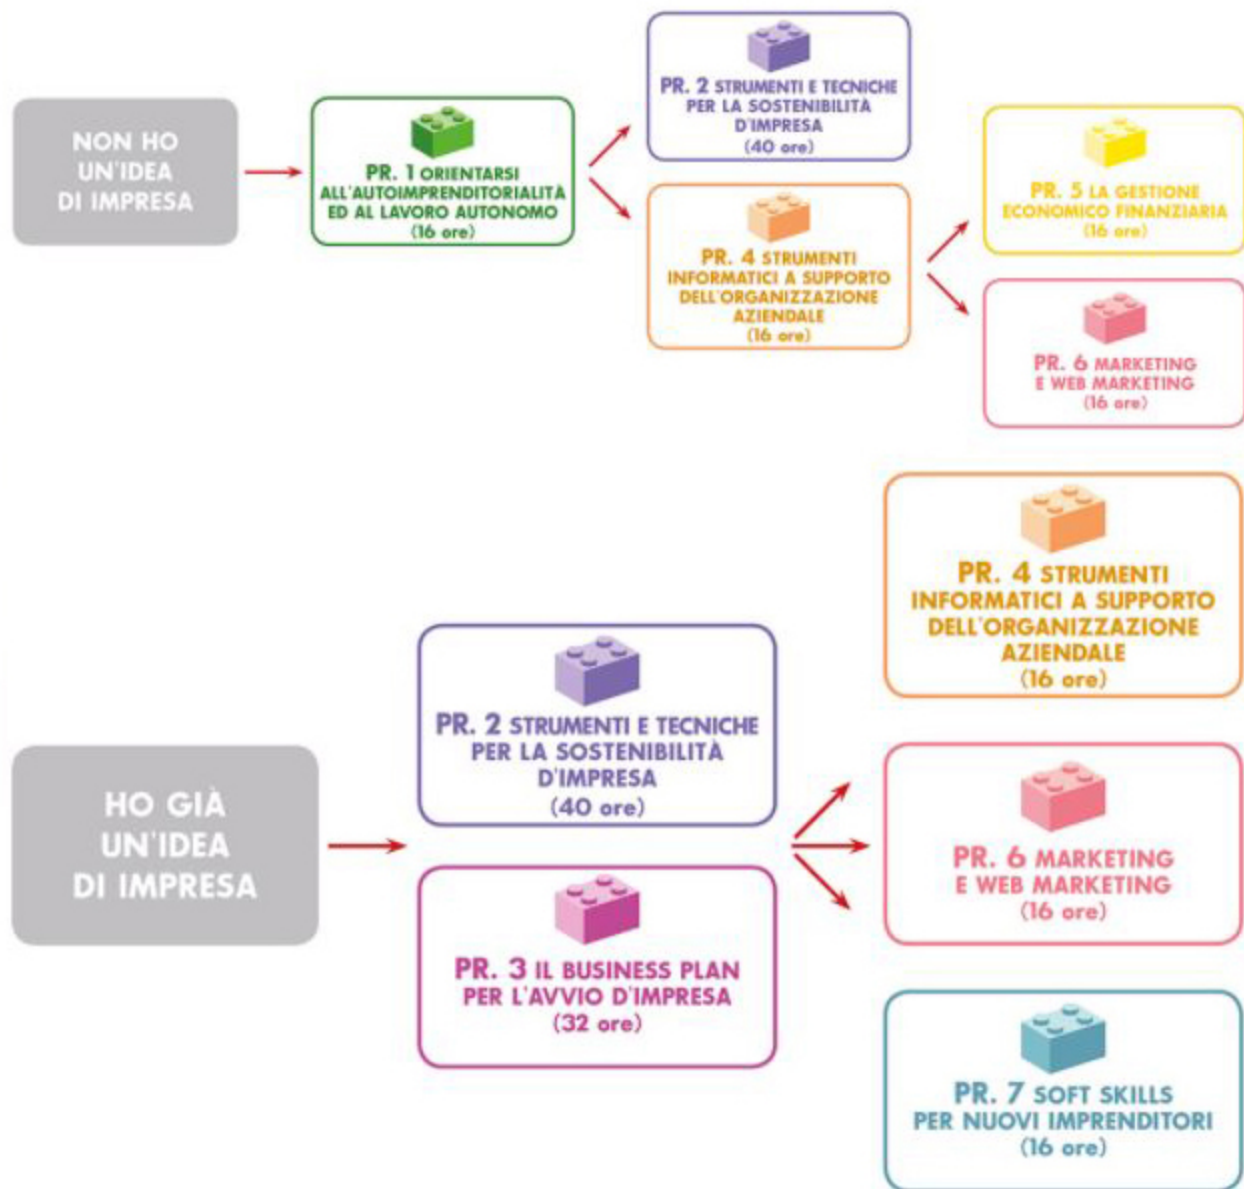 NON HO
UN'IDEA
DI IMPRESA
PR. 1 ORIENTARSI
ALL'AUTOIMPRENDITORIALITÀ
ED AL LAVORO AUTONOMO
(16 ore)
PR. 2 STRUMENTI E TECNICHE
PER LA SOSTENIBILITÀ
D'IMPRESA
(40 ore)
PR. 4 STRUMENTI
INFORMATICI A SUPPORTO
DELL'ORGANIZZAZIONE
AZIENDALE
(16 ore)
PR. 5 LA GESTIONE
ECONOMICO FINANZIARIA
(16 ore)
PR. 6 MARKETING
E WEB MARKETING
(16 ore)
HO GIÀ
UN'IDEA
DI IMPRESA
PR. 2 STRUMENTI E TECNICHE
PER LA SOSTENIBILITÀ
D'IMPRESA
(40 ore)
PR. 3 IL BUSINESS PLAN
PER L'AVVIO D'IMPRESA
(32 ore)
PR. 4 STRUMENTI
INFORMATICI A SUPPORTO
DELL'ORGANIZZAZIONE
AZIENDALE
(16 ore)
PR. 6 MARKETING
E WEB MARKETING
(16 ore)
PR. 7 SOFT SKILLS
PER NUOVI IMPRENDITORI
(16 ore)